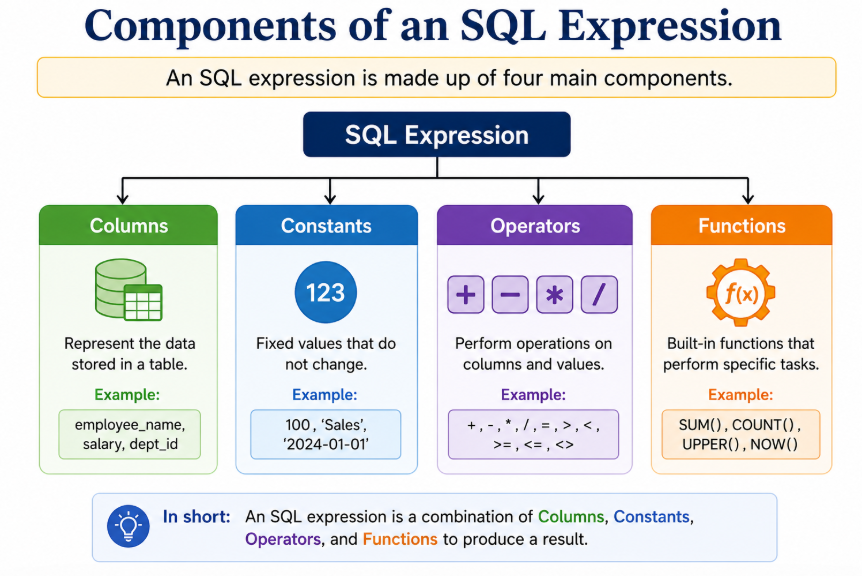 Components of an SQL Expression
An SQL expression is made up of four main components.
SQL Expression
Columns
Represent the data
stored in a table.
Example:
employee_name,
salary, dept_id
Constants
123
Fixed values that do
not change.
Example:
100 , ‘Sales’,
‘2024-01-01’
Operators
+ − * /
Perform operations on
columns and values.
Example:
+ , - , * , / , = , > , < ,
>= , <= , <>
Functions
f(x)
Built-in functions that
perform specific tasks.
Example:
SUM() , COUNT() ,
UPPER() , NOW()
In short: An SQL expression is a combination of Columns, Constants,
Operators, and Functions to produce a result.